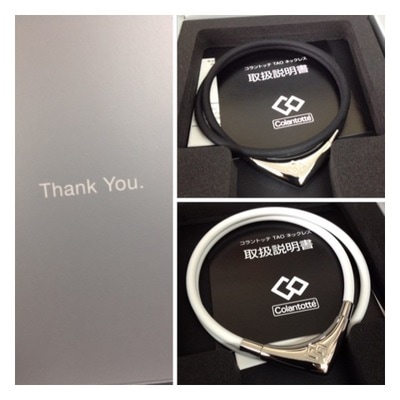 Thank You.
コラントッテ TAO ネックレス
取扱説明書
Colantotte
コラントッテ TAO ネックレス
取扱説明書
Colantotte